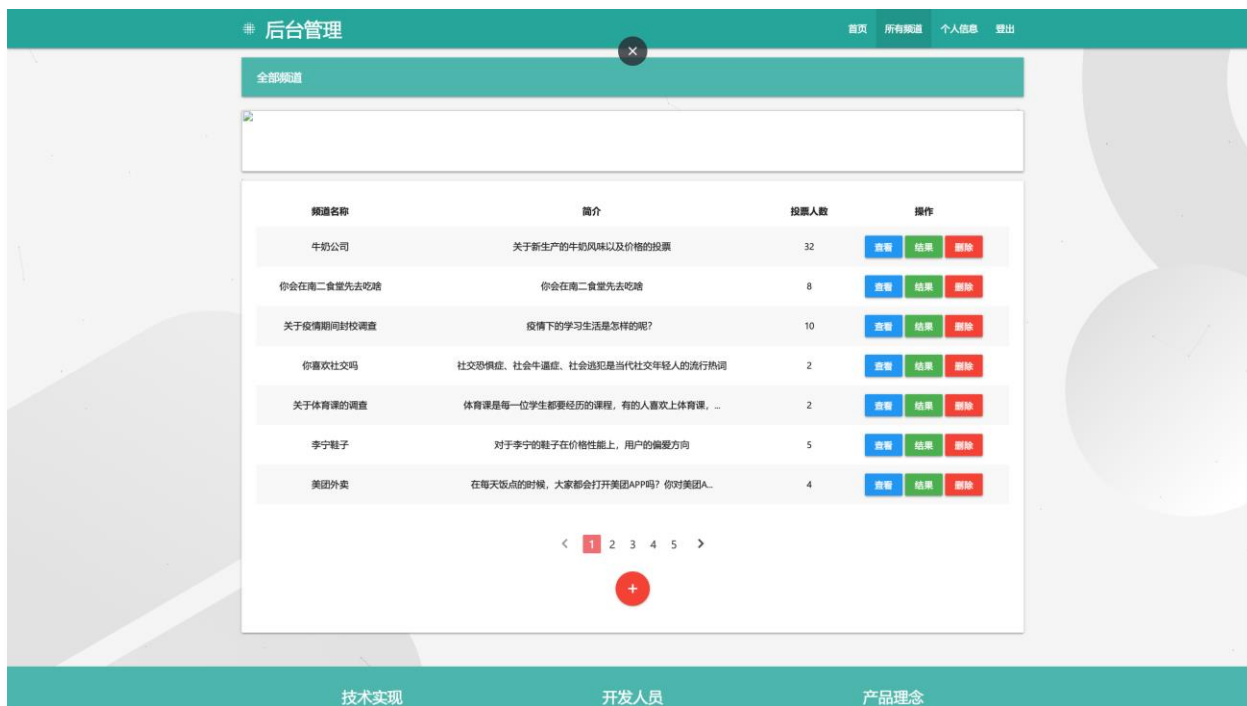 后台管理 首页 所有频道 个人信息 登出
全部频道
频道名称 简介 投票人数 操作
牛奶公司 关于新生产的牛奶风味以及价格的投票 32 查看 结果 删除
你会在南二食堂先去吃啥 你会在南二食堂先去吃啥 8 查看 结果 删除
关于疫情期间封校调查 疫情下的学习生活是怎样的呢? 10 查看 结果 删除
你喜欢社交吗 社交恐惧症、社会牛逼症、社会逃犯是当代社交年轻人的流行热词 2 查看 结果 删除
关于体育课的调查 体育课是每一位学生都要经历的课程，有的人喜欢上体育课，... 2 查看 结果 删除
李宁鞋子 对于李宁的鞋子在价格性能上，用户的偏爱方向 5 查看 结果 删除
美团外卖 在每天饭点的时候，大家都会打开美团APP吗？你对美团A... 4 查看 结果 删除
1 2 3 4 5
+
技术实现 开发人员 产品理念